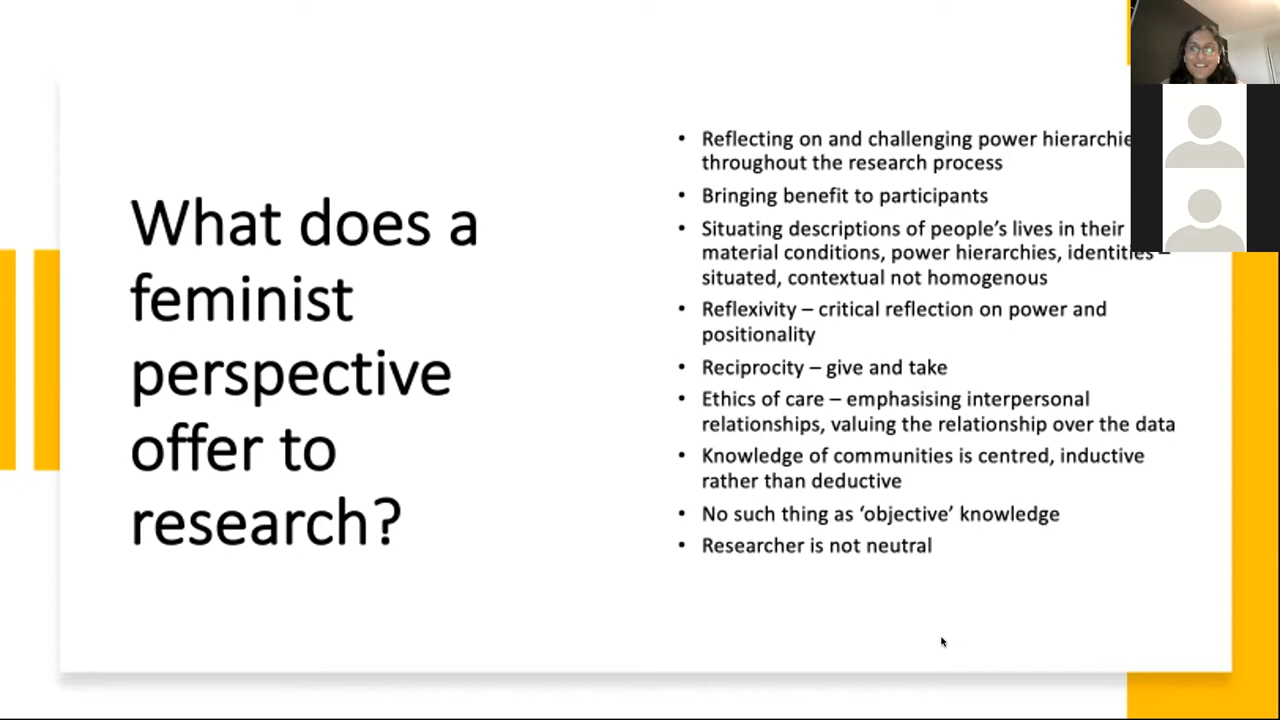 What does a
feminist
perspective
offer to
research?
• Reflecting on and challenging power hierarchie
throughout the research process
• Bringing benefit to participants
• Situating descriptions of people’s lives in their
material conditions, power hierarchies, identities –
situated, contextual not homogenous
• Reflexivity – critical reflection on power and
positionality
• Reciprocity – give and take
• Ethics of care – emphasising interpersonal
relationships, valuing the relationship over the data
• Knowledge of communities is centred, inductive
rather than deductive
• No such thing as ‘objective’ knowledge
• Researcher is not neutral